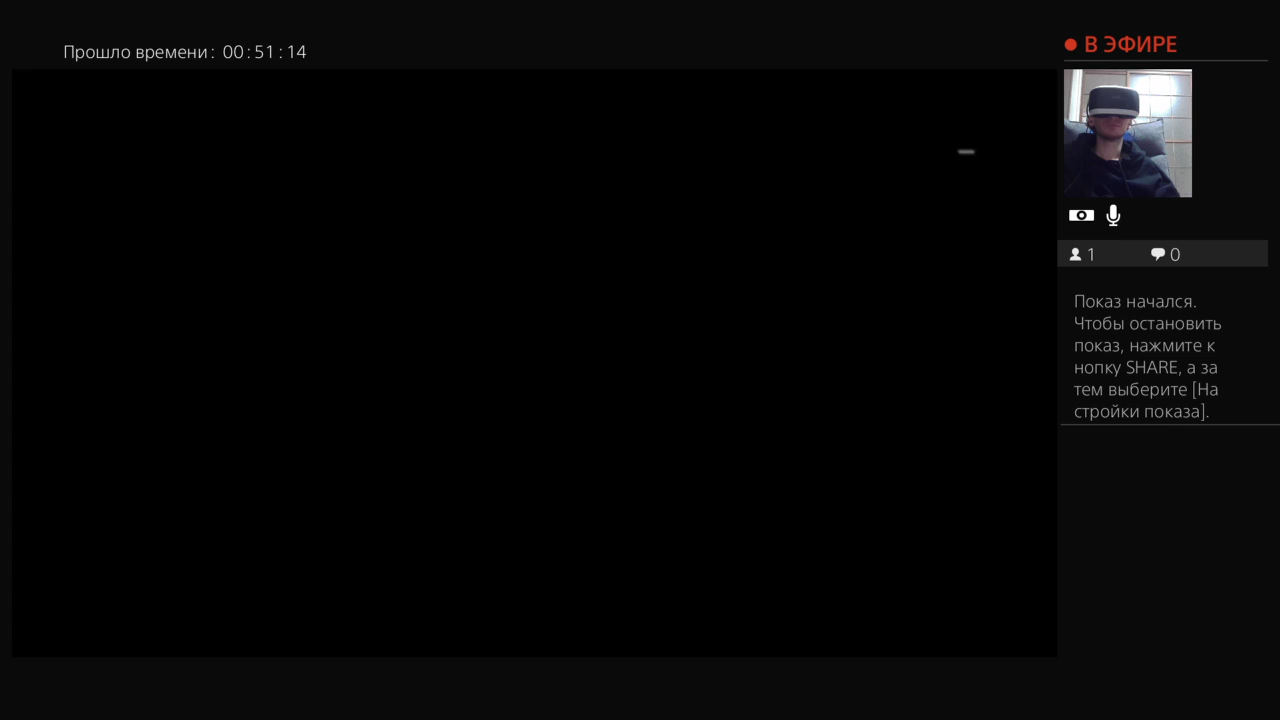 Прошло времени: 00:51:14
В ЭФИРЕ
1 0
Показ начался.
Чтобы остановить
показ, нажмите к
нопку SHARE, а за
тем выберите [На
стройки показа].